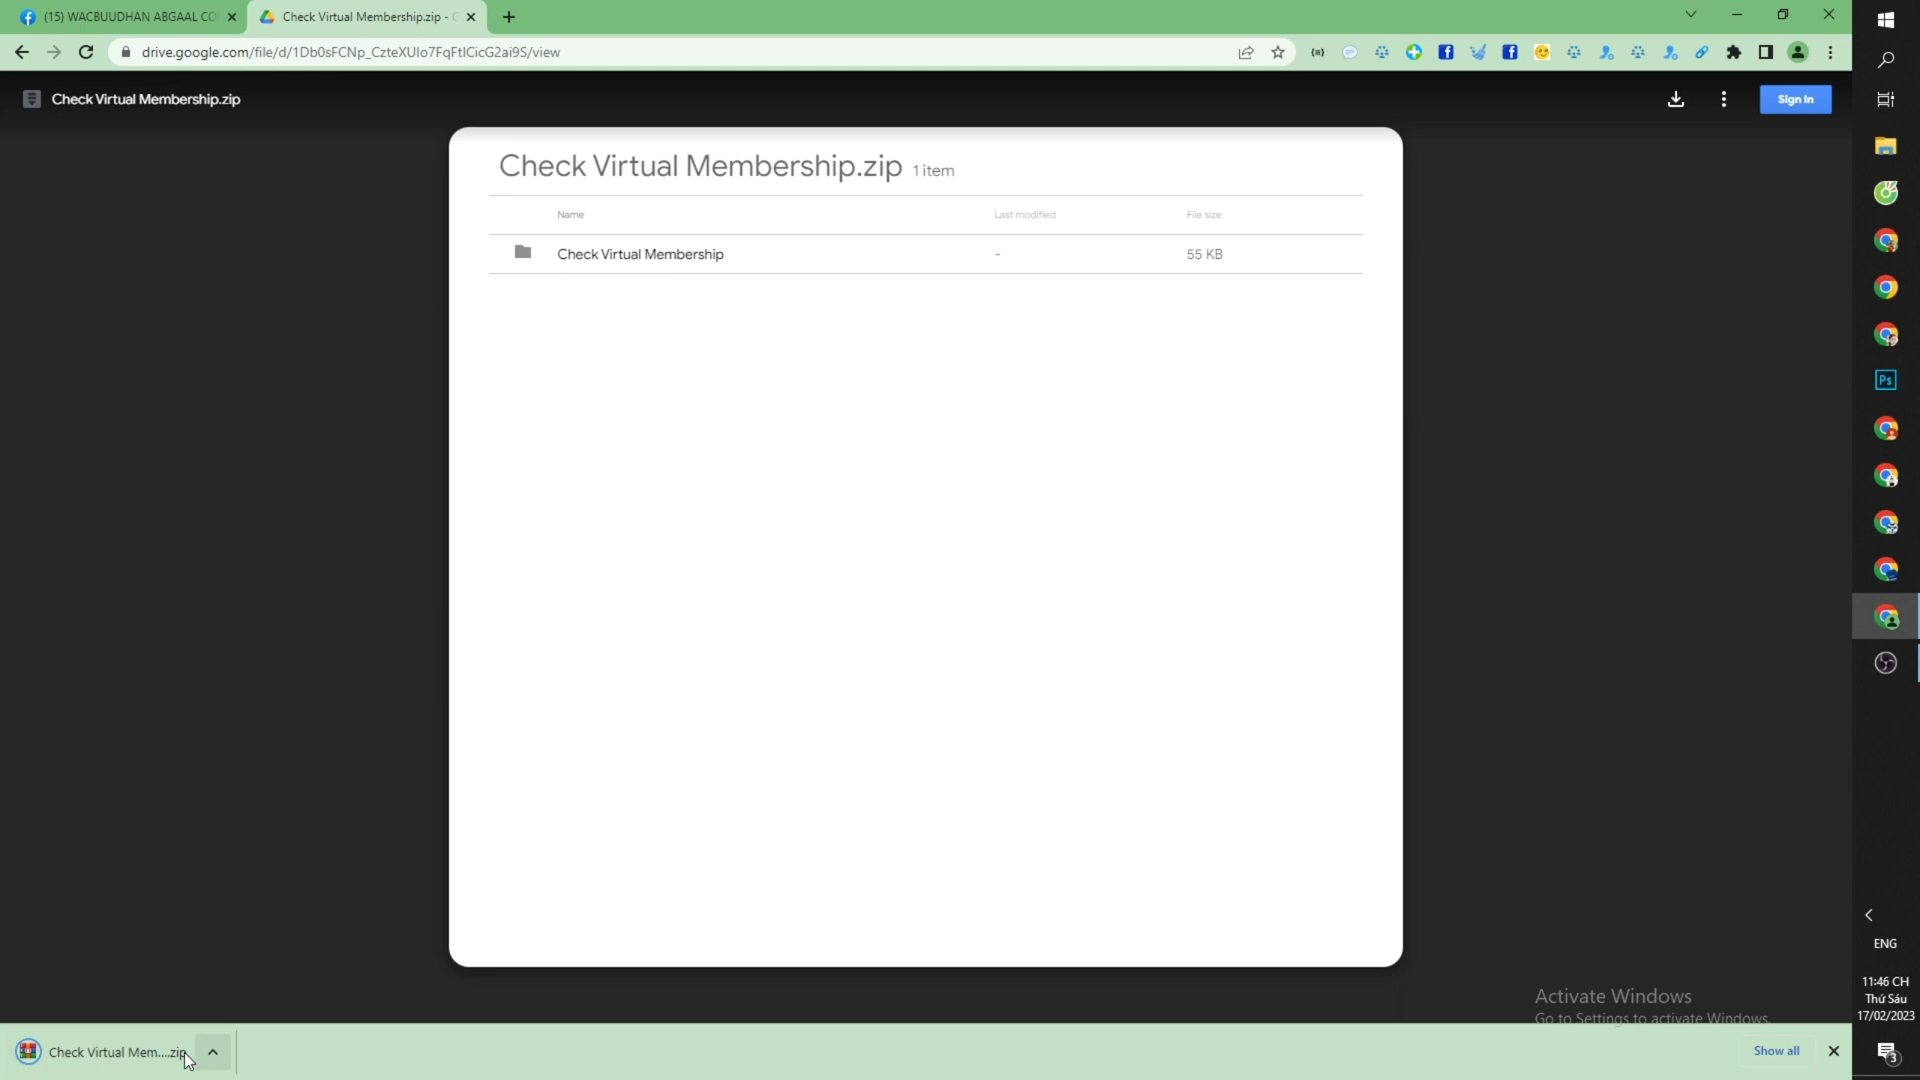 (15) WACBUUDHAN ABGAAL CO
Check Virtual Membership.zip -
drive.google.com/file/d/1Db0sFCNp_CzteXUIo7FqFtICicG2ai9S/view
Check Virtual Membership.zip
Sign In
Check Virtual Membership.zip 1 item
Name Last modified File size
Check Virtual Membership - 55 KB
Ps
ENG
11:46 CH
Thứ Sáu
17/02/2023
Activate Windows
Go to Settings to activate Windows.
Check Virtual Mem....zip
Show all
3